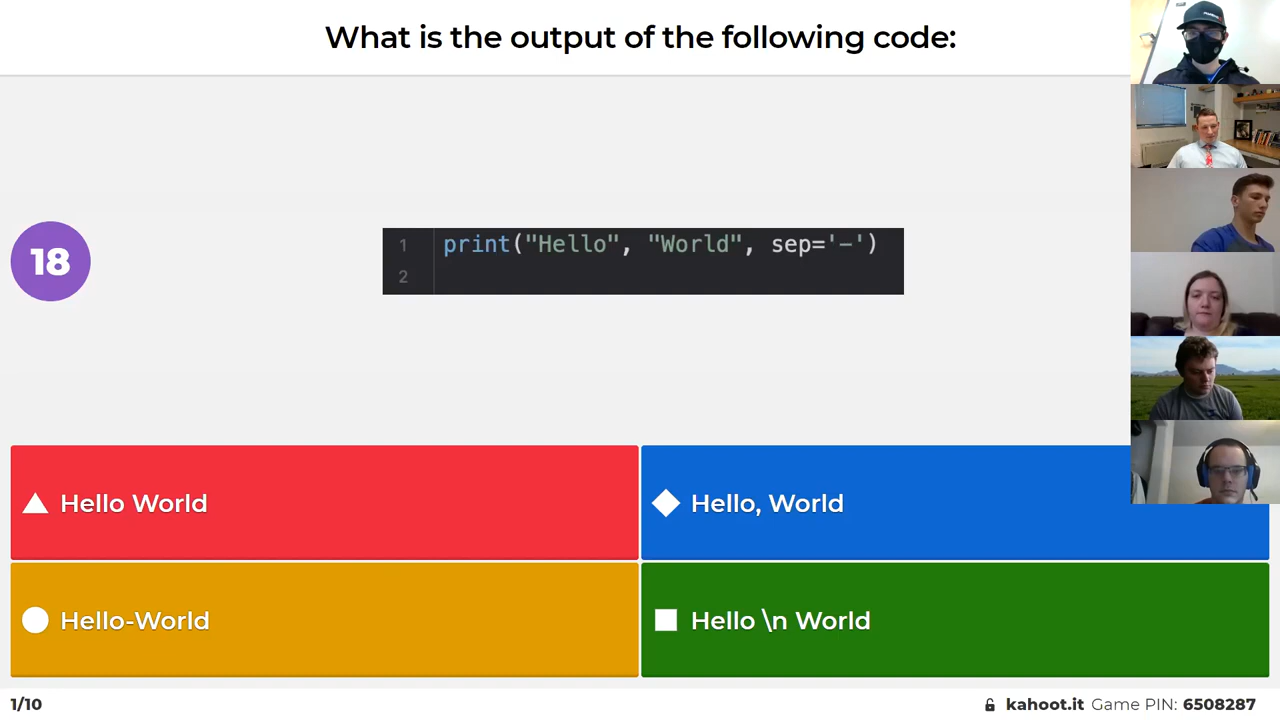 What is the output of the following code:
18
1 print("Hello", "World", sep='-')
2
Hello World
Hello, World
Hello-World
Hello \n World
1/10
kahoot.it Game PIN: 6508287